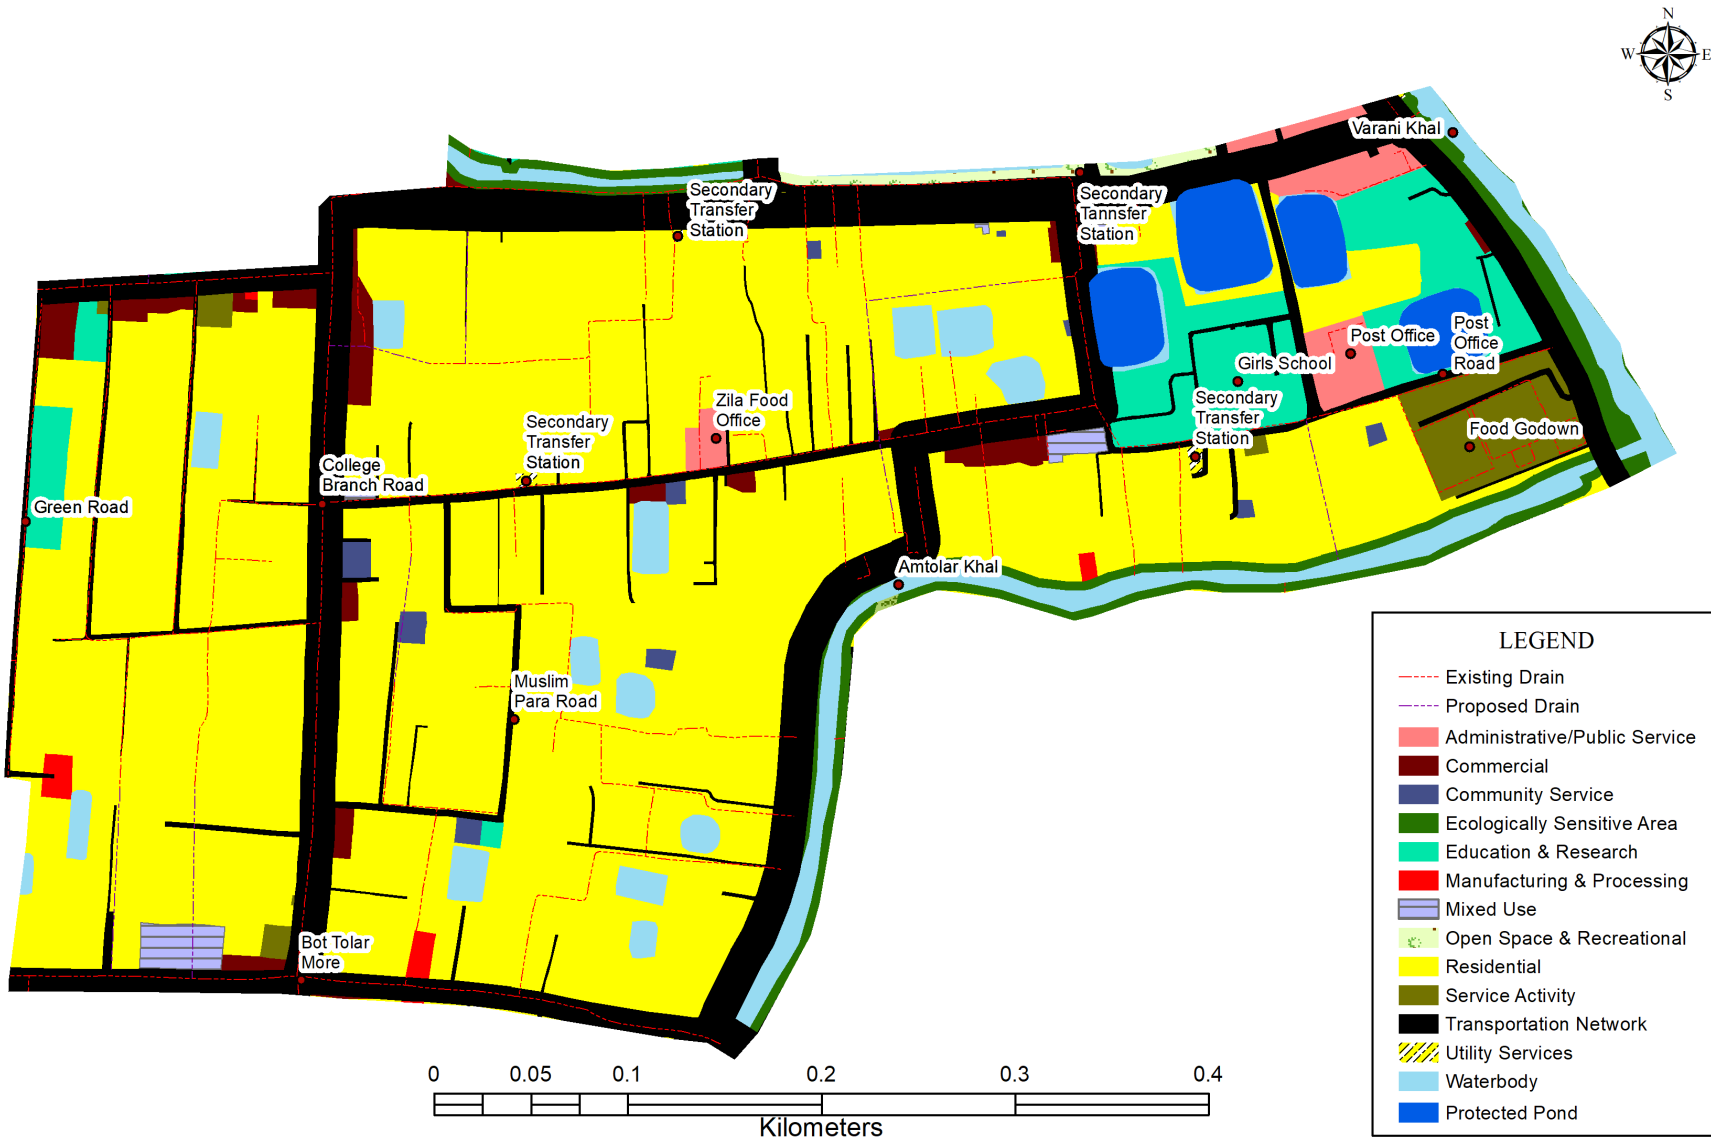 N
W
E
S
Varani Khal
Secondary
Transfer
Station
Secondary
Tannsfer
Station
Post Office
Post
Office
Road
Girls School
Secondary
Transfer
Station
Food Godown
Zila Food
Office
Secondary
Transfer
Station
College
Branch Road
Green Road
Amtolar Khal
Muslim
Para Road
Bot Tolar
More
LEGEND
Existing Drain
Proposed Drain
Administrative/Public Service
Commercial
Community Service
Ecologically Sensitive Area
Education & Research
Manufacturing & Processing
Mixed Use
Open Space & Recreational
Residential
Service Activity
Transportation Network
Utility Services
Waterbody
Protected Pond
0 0.05 0.1 0.2 0.3 0.4
Kilometers